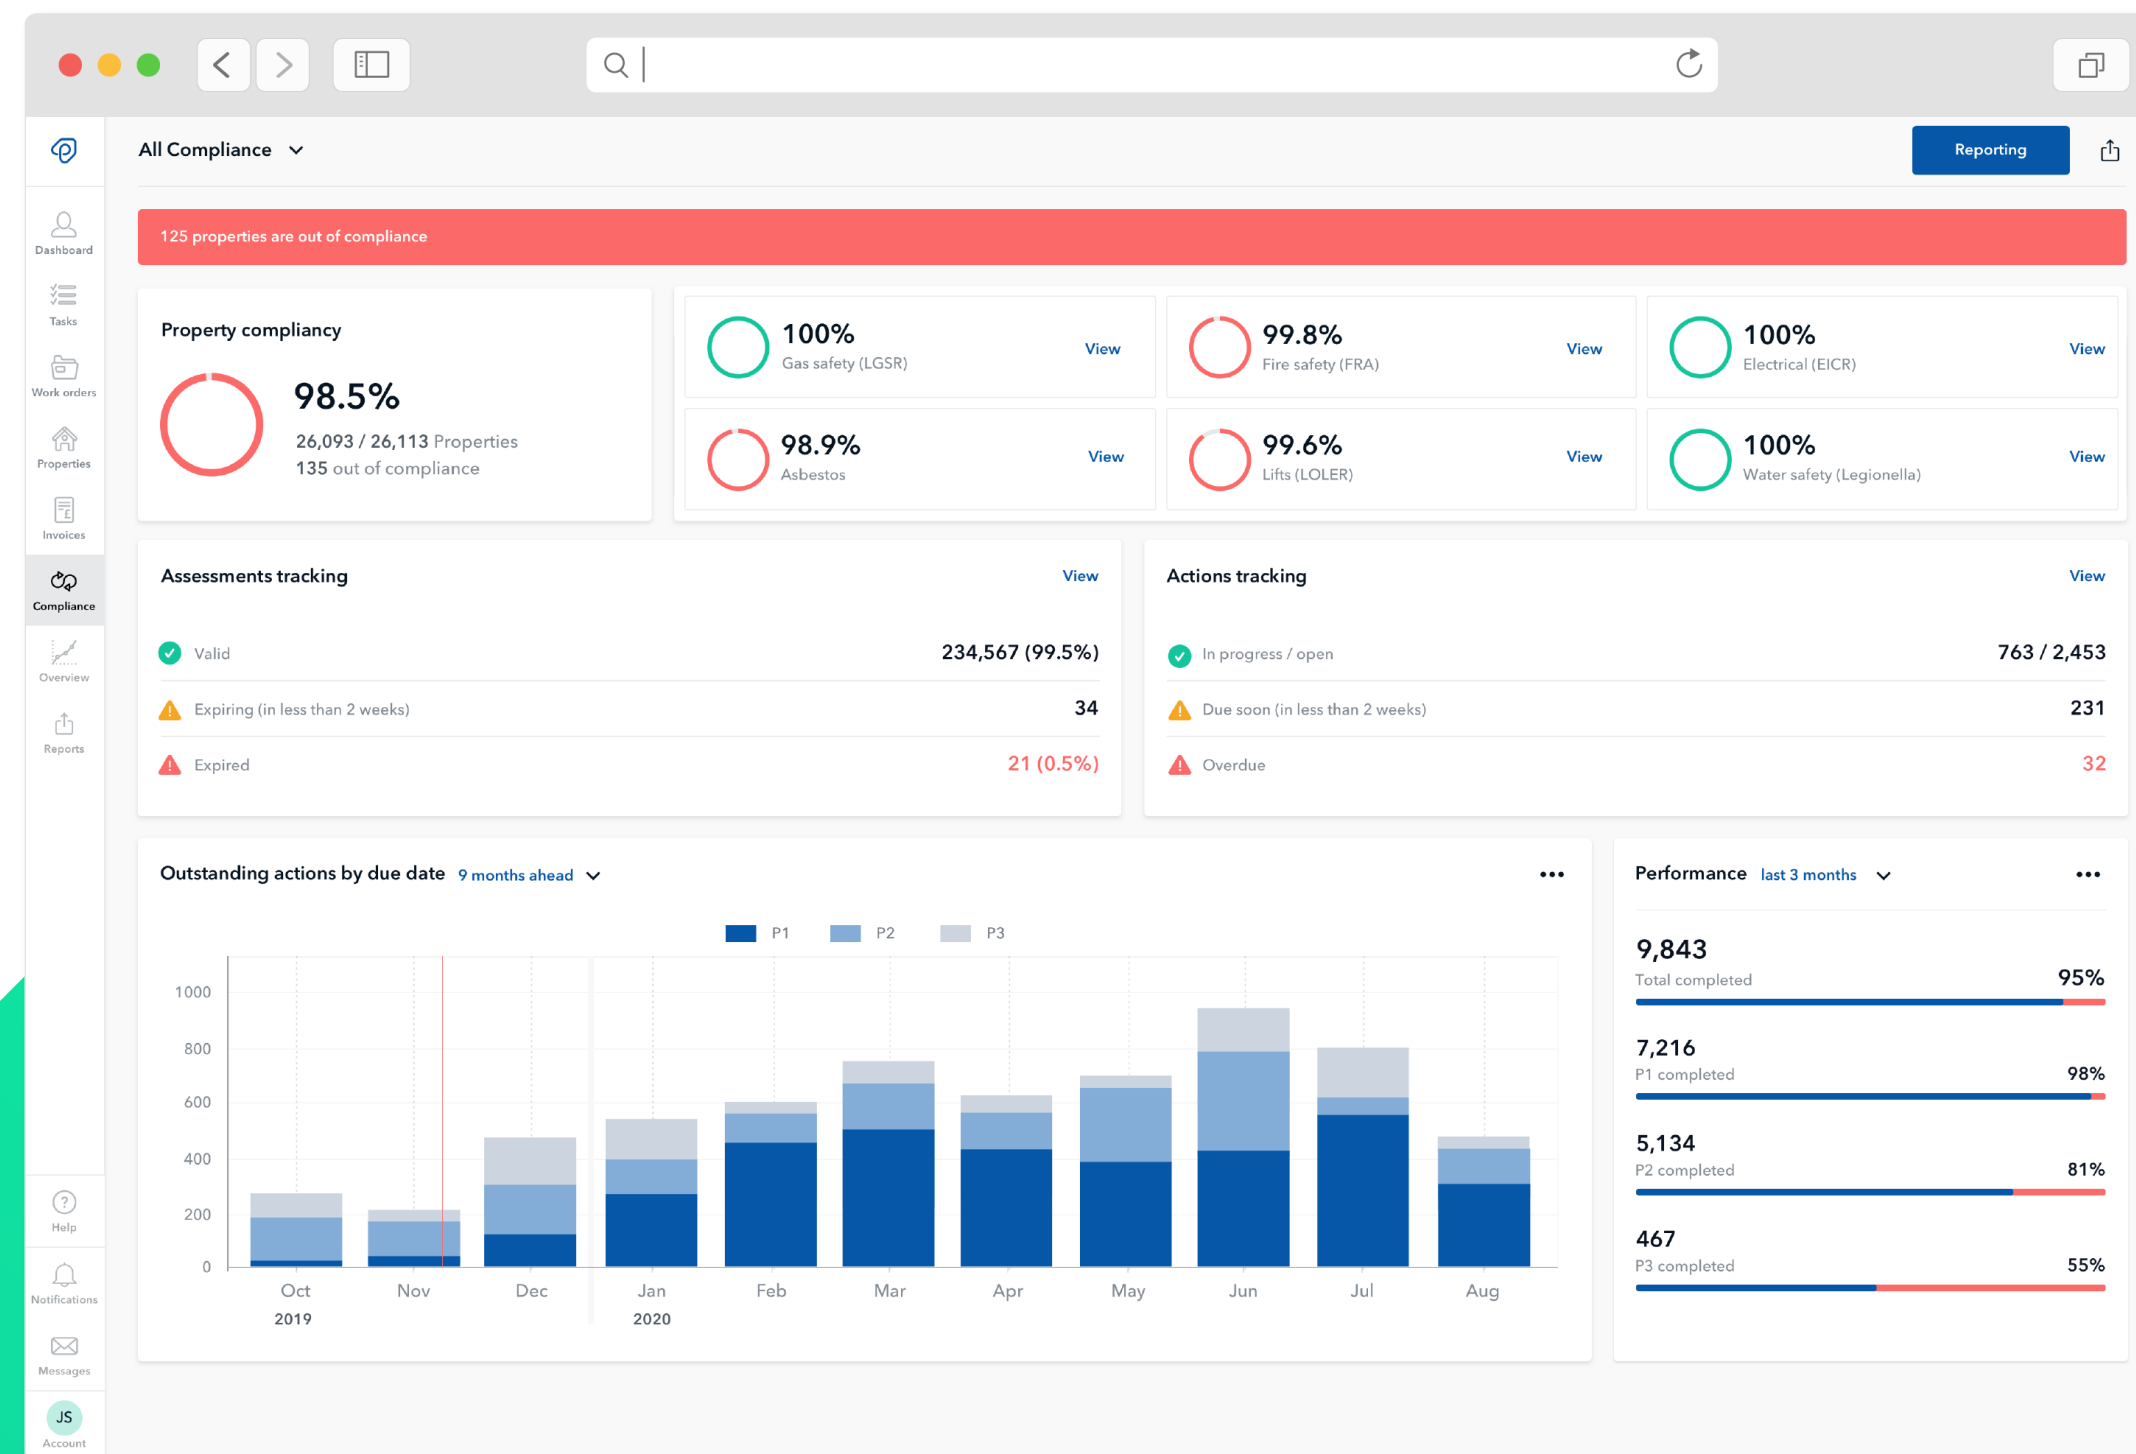 All Compliance
Reporting
Dashboard
Tasks
Work orders
Properties
Invoices
Compliance
Overview
Reports
Help
Notifications
Messages
JS
Account
125 properties are out of compliance
Property compliancy
98.5%
26,093 / 26,113 Properties
135 out of compliance
100%
Gas safety (LGSR)
View
99.8%
Fire safety (FRA)
View
100%
Electrical (EICR)
View
98.9%
Asbestos
View
99.6%
Lifts (LOLER)
View
100%
Water safety (Legionella)
View
Assessments tracking
View
Valid
234,567 (99.5%)
Expiring (in less than 2 weeks)
34
Expired
21 (0.5%)
Actions tracking
View
In progress / open
763 / 2,453
Due soon (in less than 2 weeks)
231
Overdue
32
Outstanding actions by due date 9 months ahead
P1 P2 P3
1000
800
600
400
200
0
Oct Nov Dec Jan Feb Mar Apr May Jun Jul Aug
2019 2020
Performance last 3 months
9,843
Total completed
95%
7,216
P1 completed
98%
5,134
P2 completed
81%
467
P3 completed
55%